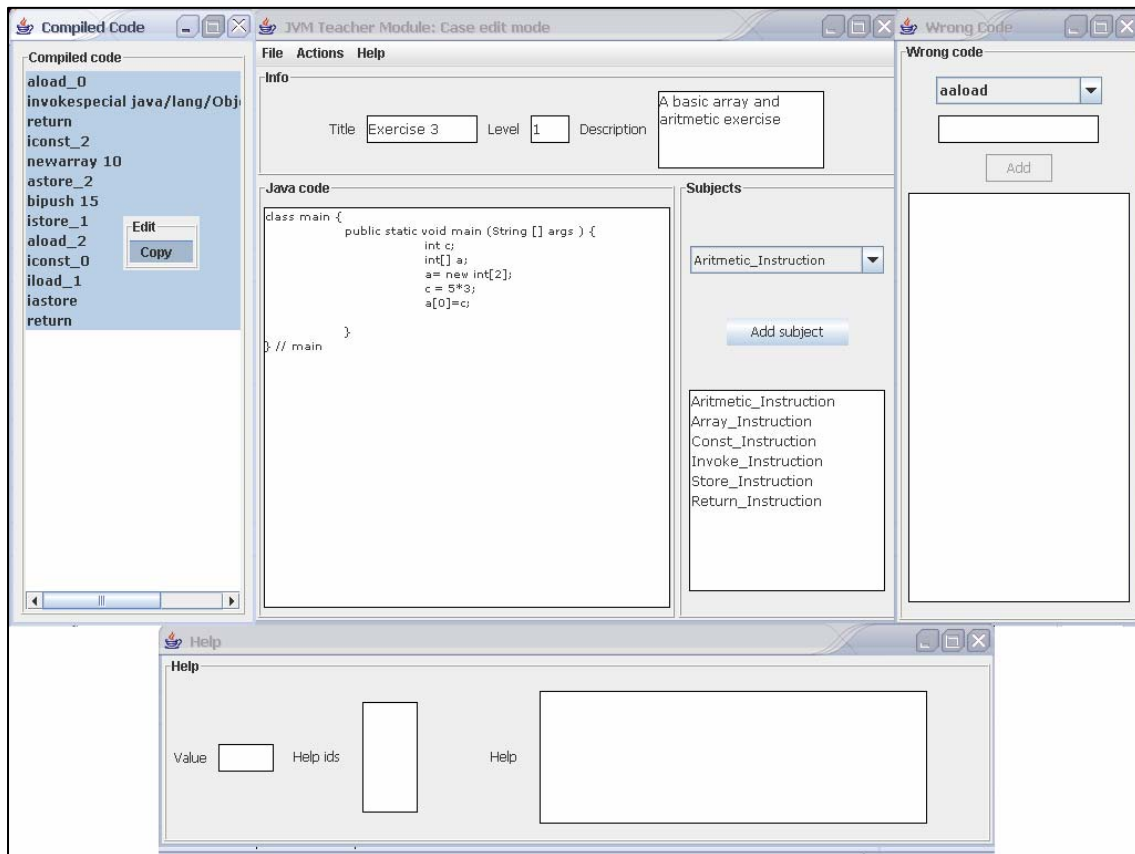 Compiled Code
Compiled code
aload_0
invokespecial java/lang/Obj
return
iconst_2
newarray 10
astore_2
bipush 15
istore_1
aload_2
iconst_0
iload_1
iastore
return
Edit
Copy
JVM Teacher Module: Case edit mode
File Actions Help
Info
Title Exercise 3 Level 1 Description
A basic array and
aritmetic exercise
Java code
class main {
public static void main (String [] args ) {
int c;
int[] a;
a= new int[2];
c = 5*3;
a[0]=c;
}
} // main
Subjects
Aritmetic_Instruction
Add subject
Aritmetic_Instruction
Array_Instruction
Const_Instruction
Invoke_Instruction
Store_Instruction
Return_Instruction
Wrong Code
Wrong code
aaload
Add
Help
Help
Value Help ids Help